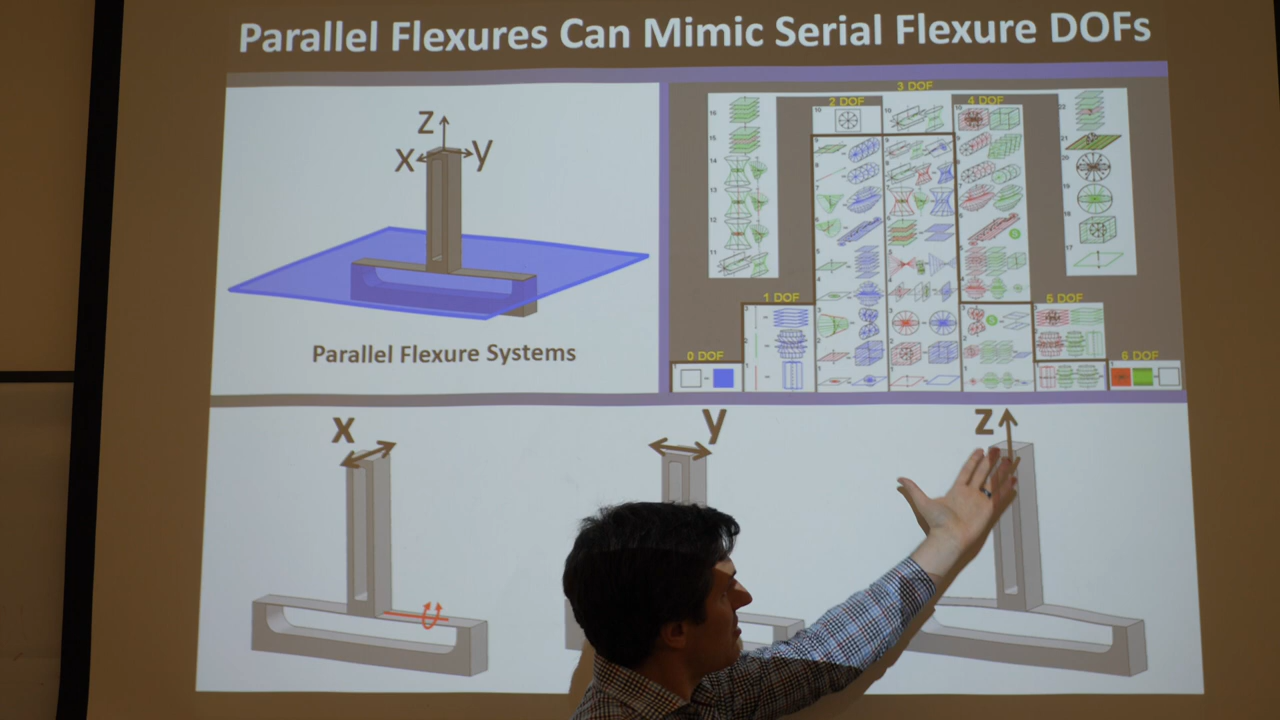 Parallel Flexures Can Mimic Serial Flexure DOFs
Z
X
Y
Parallel Flexure Systems
3 DOF
2 DOF
4 DOF
1 DOF
5 DOF
0 DOF
6 DOF
X
Y
Z